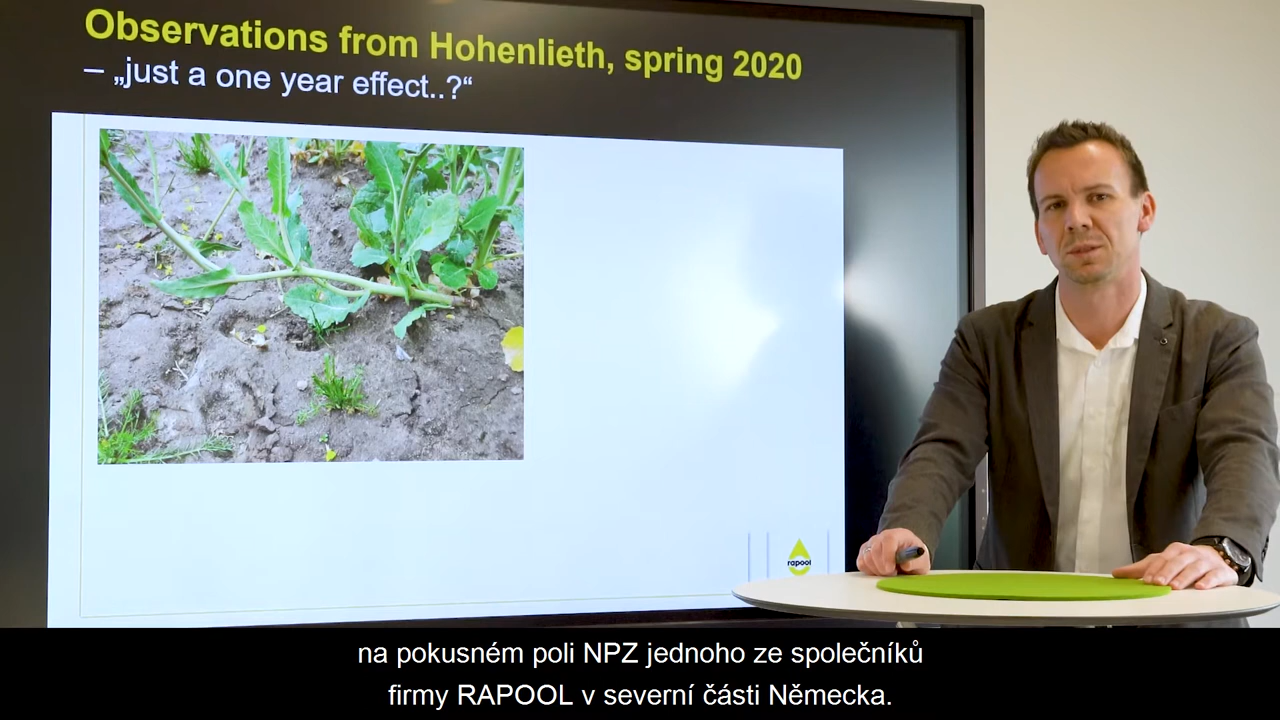 Observations from Hohenlieth, spring 2020
– „just a one year effect..?“
rapool
na pokusném poli NPZ jednoho ze společníků
firmy RAPOOL v severní části Německa.